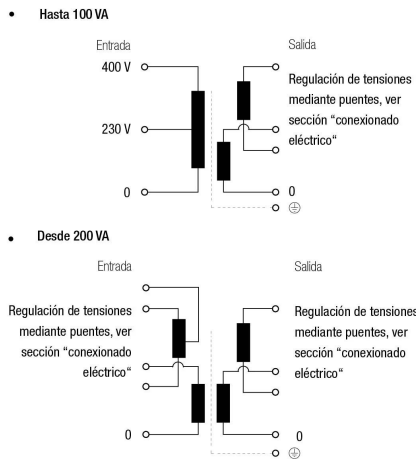 • Hasta 100 VA
Entrada
Salida
400 V
230 V
0
Regulación de tensiones
mediante puentes, ver
sección “conexionado
eléctrico“
0
• Desde 200 VA
Entrada
Salida
Regulación de tensiones
mediante puentes, ver
sección “conexionado
eléctrico“
0
Regulación de tensiones
mediante puentes, ver
sección “conexionado
eléctrico“
0